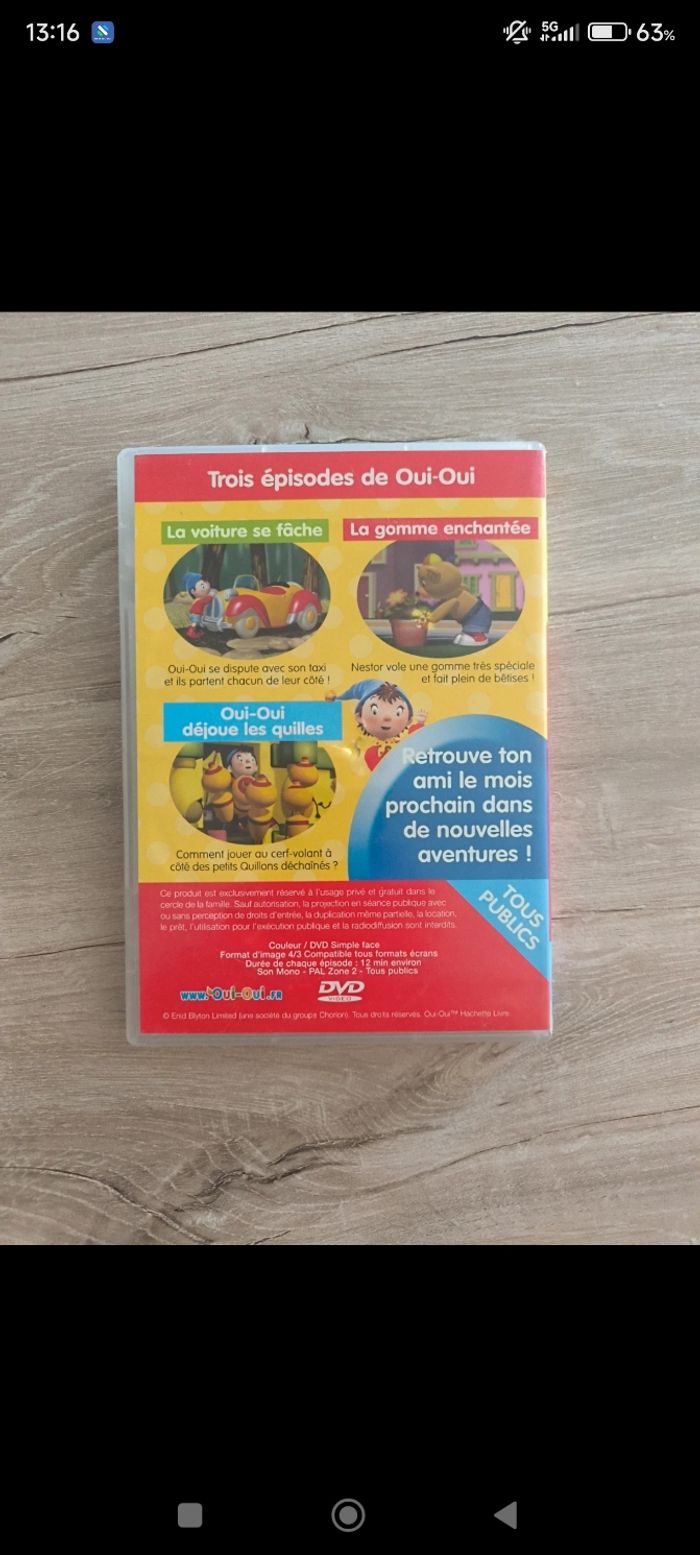 13:16
5G
63%
Trois épisodes de Oui-Oui
La voiture se fâche
La gomme enchantée
Oui-Oui se dispute avec son taxi
et ils partent chacun de leur côté !
Nestor vole une gomme très spéciale
et fait plein de bêtises !
Oui-Oui
déjoue les quilles
Comment jouer au cerf-volant à
côté des petits Quillons déchaînés ?
Retrouve ton
ami le mois
prochain dans
de nouvelles
aventures !
Ce produit est exclusivement réservé à l'usage privé et gratuit dans le
cercle de la famille. Sauf autorisation, la projection en séance publique avec
ou sans perception de droits d'entrée, la duplication même partielle, la location,
le prêt, l'utilisation pour l'exécution publique et la radiodiffusion sont interdits.
TOUS
PUBLICS
Couleur / DVD Simple face
Format d'image 4/3 Compatible tous formats écrans
Durée de chaque épisode : 12 min environ
Son Mono - PAL Zone 2 - Tous publics
www.Oui-Oui.FR
DVD
VIDEO
© Enid Blyton Limited (une société du groupe Chorion). Tous droits réservés. Oui-Oui™ Hachette Livre.